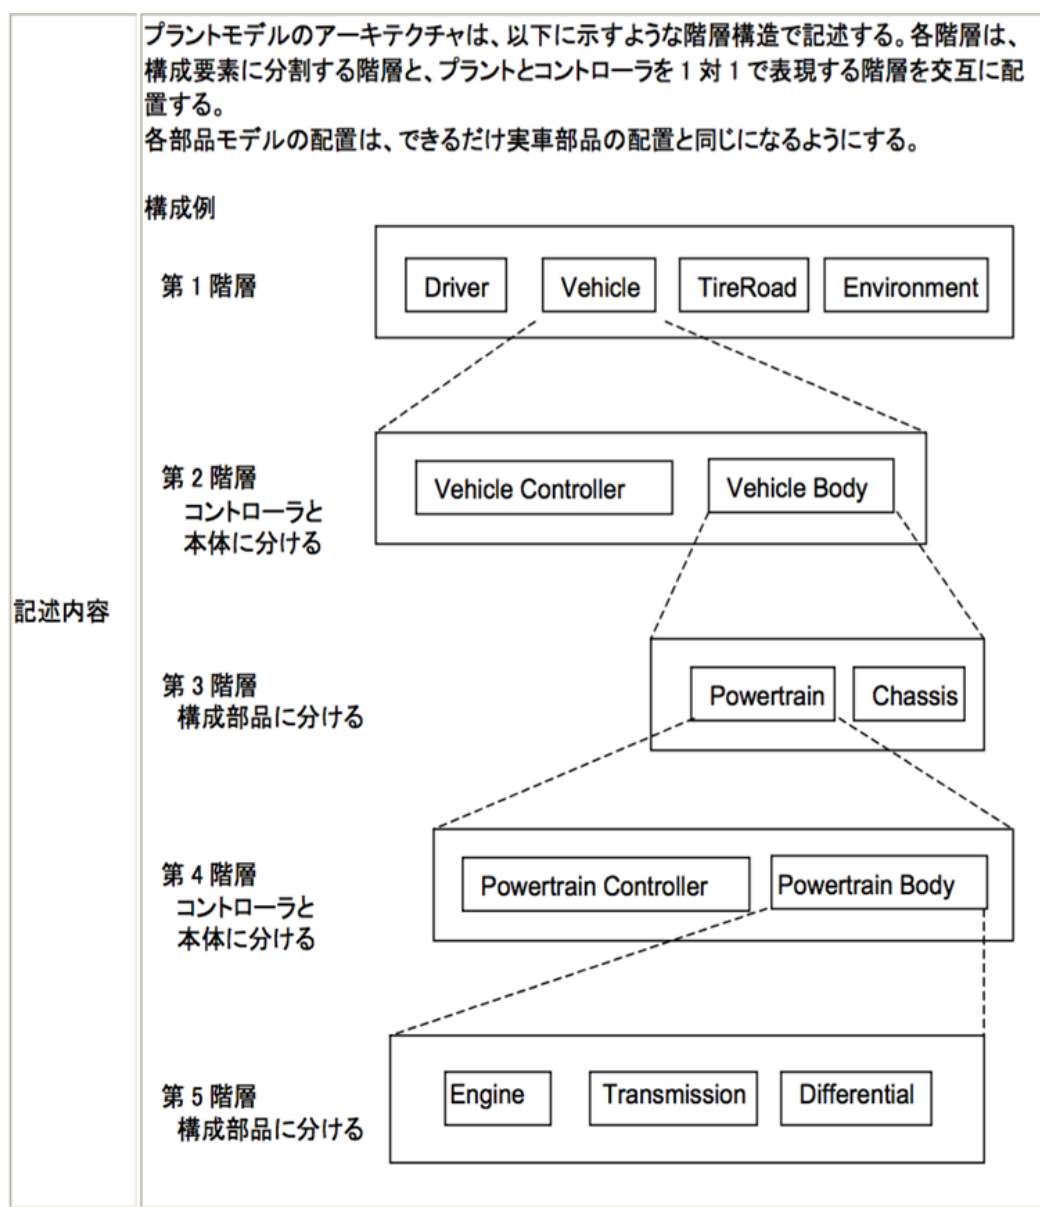 プラントモデルのアーキテクチャは、以下に示すような階層構造で記述する。各階層は、
構成要素に分割する階層と、プラントとコントローラを 1 対 1 で表現する階層を交互に配
置する。
各部品モデルの配置は、できるだけ実車部品の配置と同じになるようにする。
構成例
第 1 階層
Driver
Vehicle
TireRoad
Environment
第 2 階層
コントローラと
本体に分ける
Vehicle Controller
Vehicle Body
記述内容
第 3 階層
構成部品に分ける
Powertrain
Chassis
第 4 階層
コントローラと
本体に分ける
Powertrain Controller
Powertrain Body
第 5 階層
構成部品に分ける
Engine
Transmission
Differential